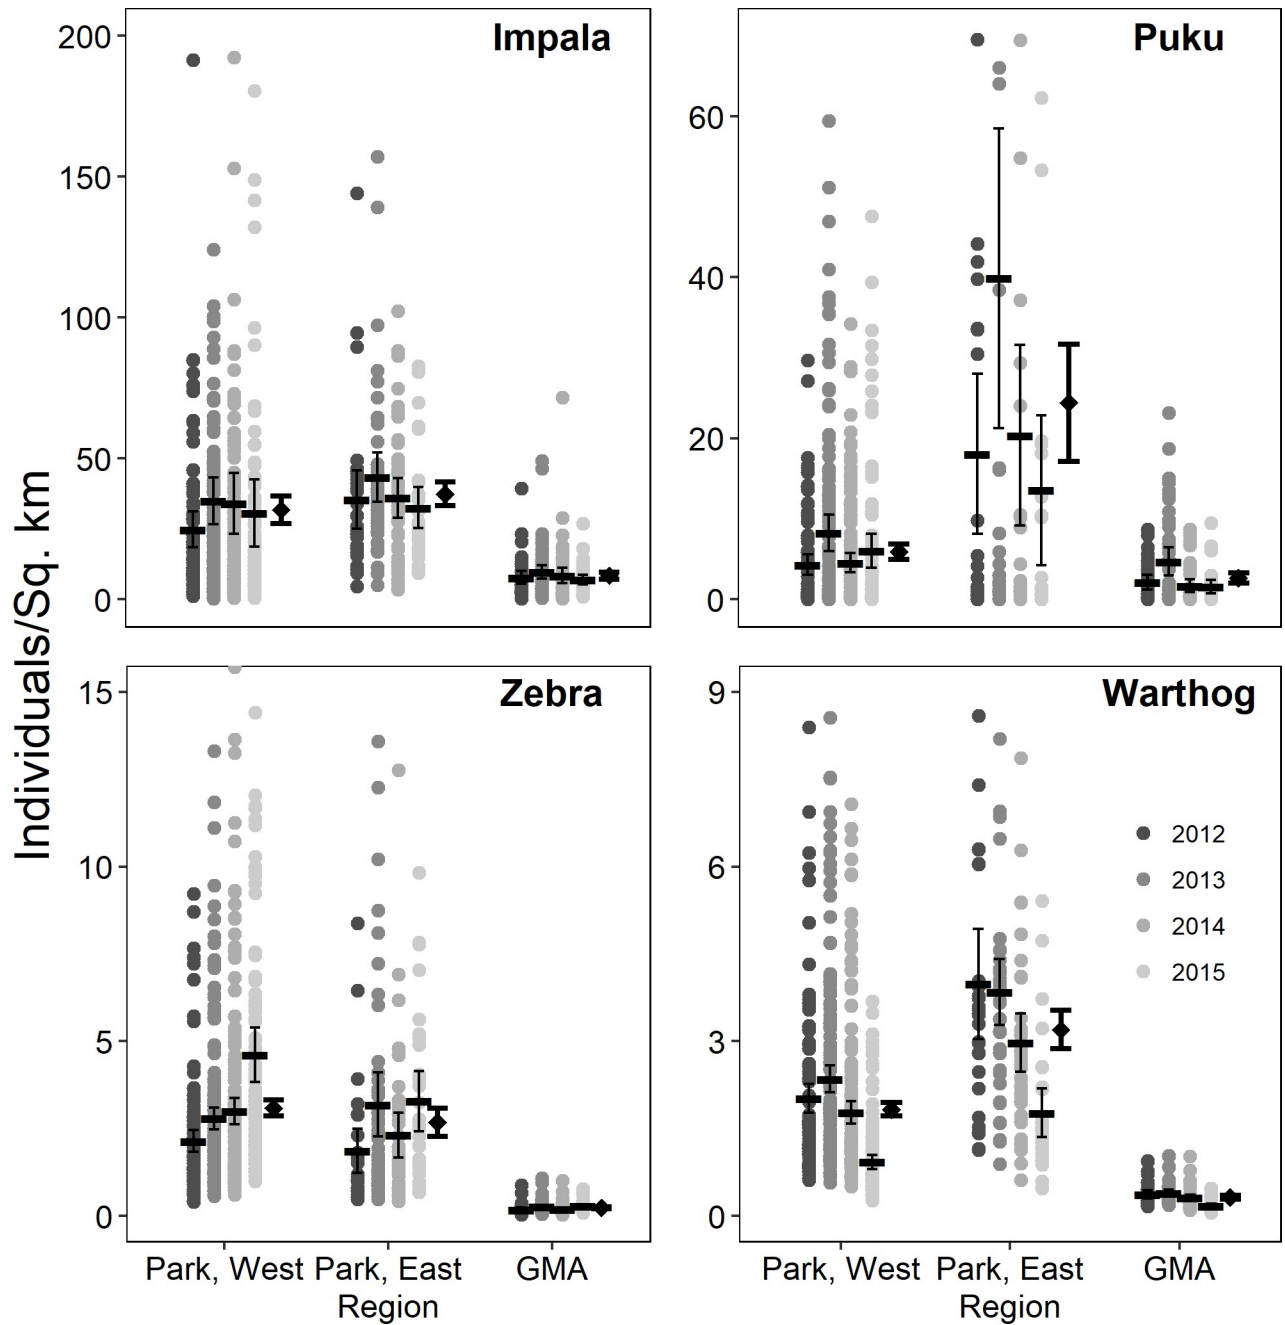 Individuals/Sq. km
Impala
200
150
100
50
0
Puku
60
40
20
0
Zebra
15
10
5
0
Park, West
Park, East
GMA
Region
Warthog
9
6
3
0
2012
2013
2014
2015
Park, West
Park, East
GMA
Region